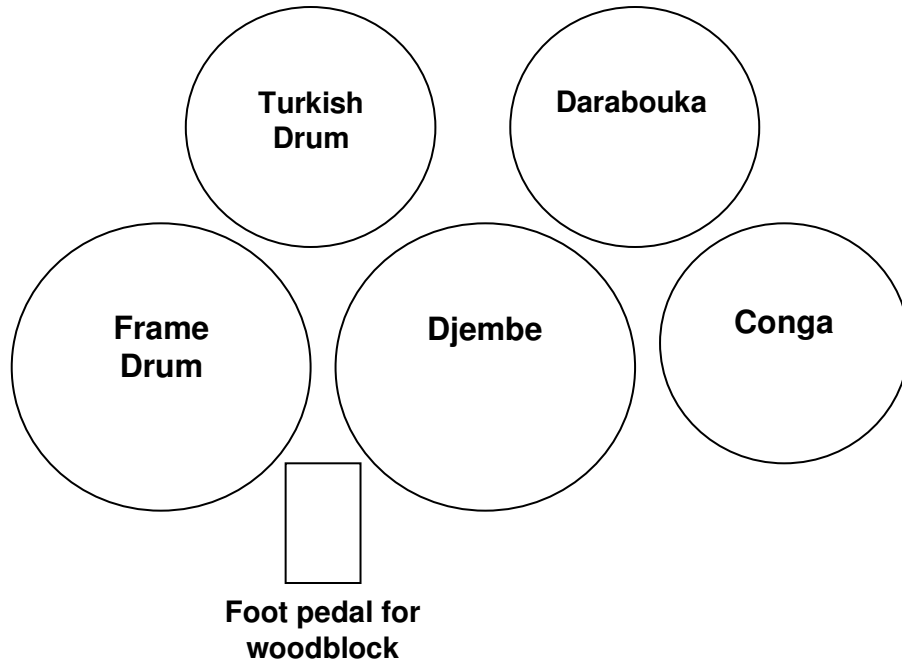 Turkish
Drum
Darabouka
Frame
Drum
Djembe
Conga
Foot pedal for
woodblock